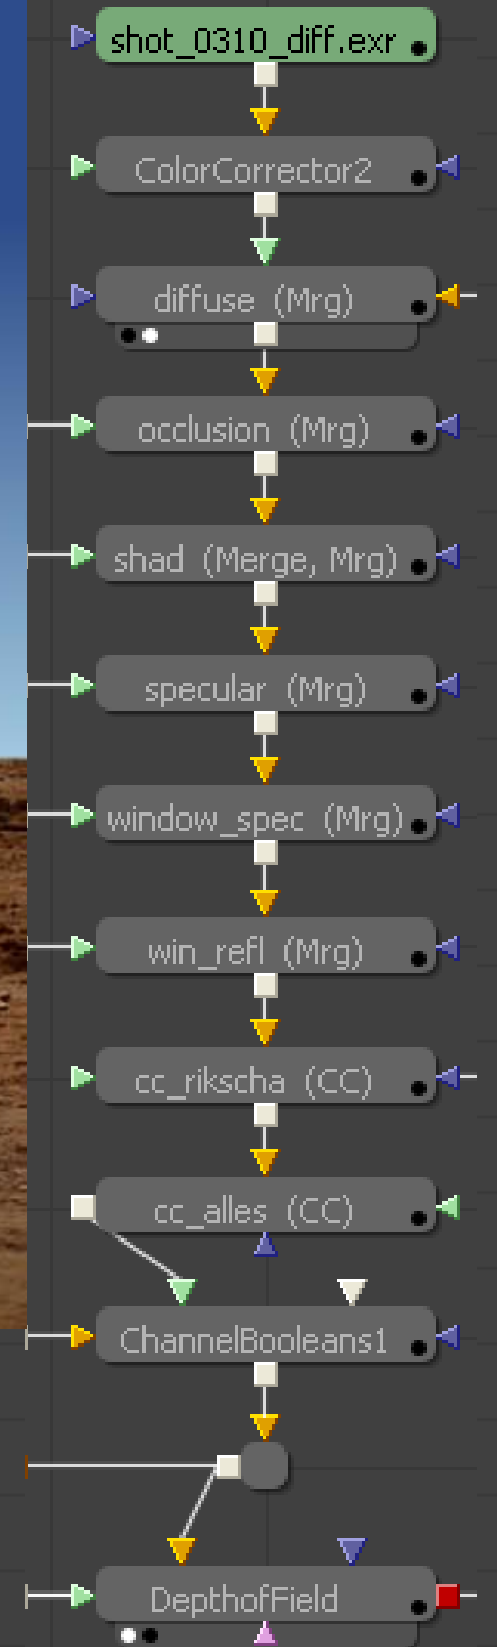 shot_0310_diff.exr
ColorCorrector2
diffuse (Mrg)
occlusion (Mrg)
shad (Merge, Mrg)
specular (Mrg)
window_spec (Mrg)
win_refl (Mrg)
cc_rikscha (CC)
cc_alles (CC)
ChannelBooleans1
DepthofField